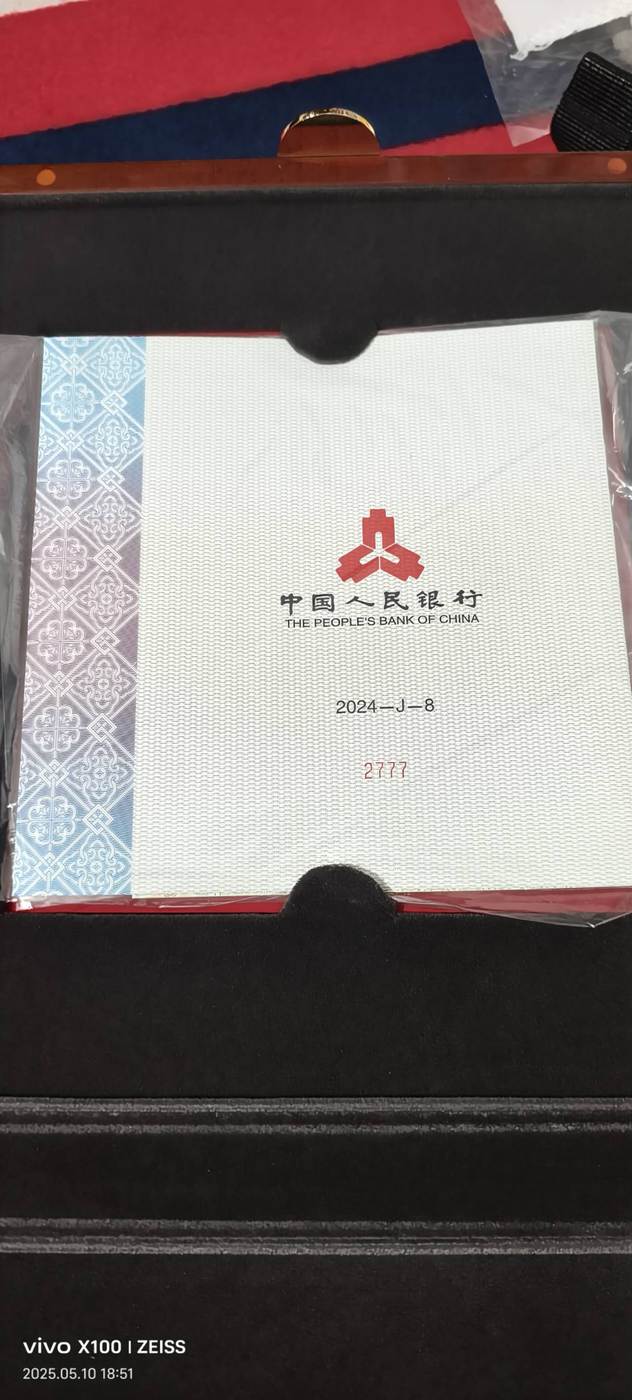 中国人民银行
THE PEOPLE'S BANK OF CHINA
2024—J—8
2777
vivo X100 | ZEISS
2025.05.10 18:51